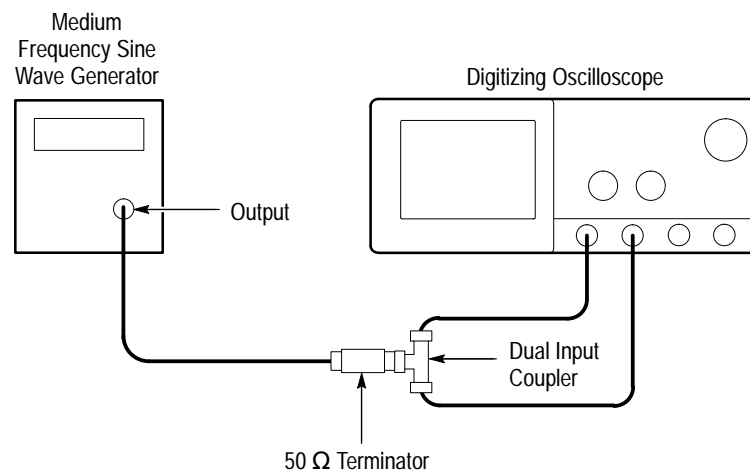 Medium
Frequency Sine
Wave Generator
Digitizing Oscilloscope
Output
Dual Input
Coupler
50 Ω Terminator